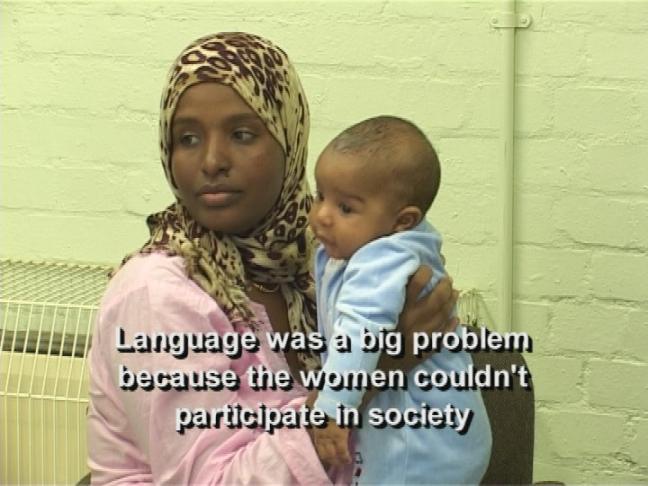 Language was a big problem
because the women couldn't
participate in society